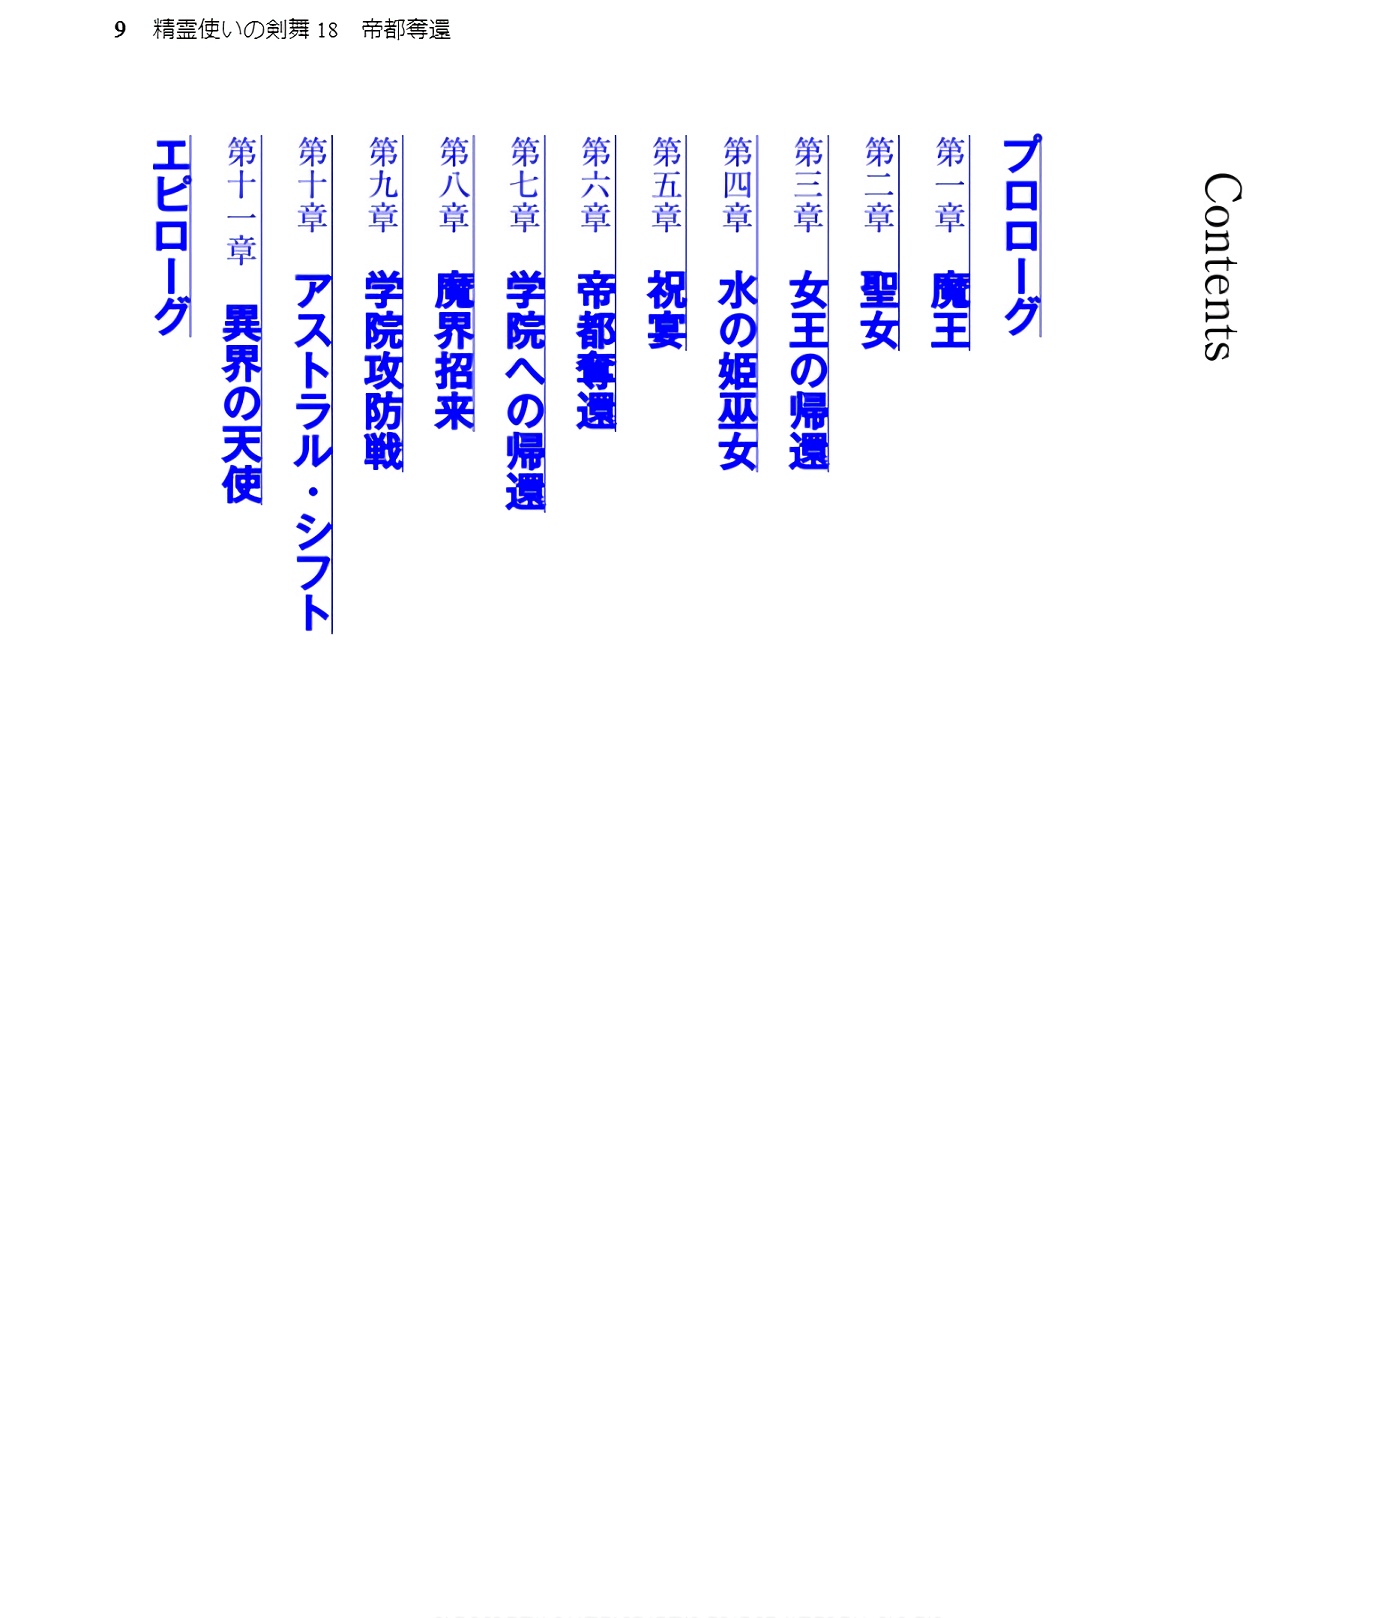 9 精霊使いの剣舞 18 帝都奪還
Contents
プロローグ
第一章 魔王
第二章 聖女
第三章 女王の帰還
第四章 水の姫巫女
第五章 祝宴
第六章 帝都奪還
第七章 学院への帰還
第八章 魔界招来
第九章 学院攻防戦
第十章 アストラル・シフト
第十一章 異界の天使
エピローグ